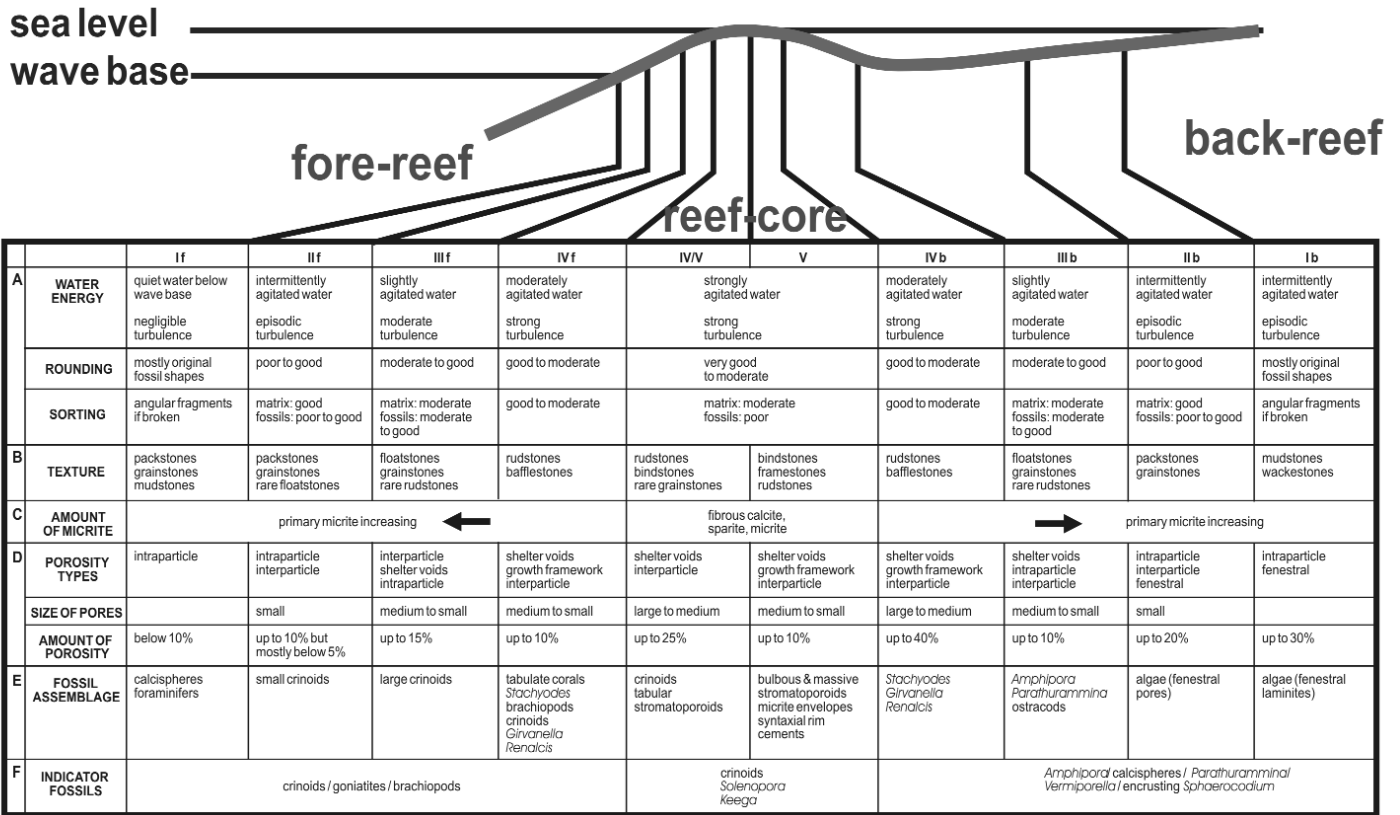 sea level
wave base
fore-reef
back-reef
reef-core
I f
II f
III f
IV f
IV/V
V
IV b
III b
II b
I b
A
WATER
ENERGY
quiet water below
wave base
negligible
turbulence
intermittently
agitated water
episodic
turbulence
slightly
agitated water
moderate
turbulence
moderately
agitated water
strong
turbulence
strongly
agitated water
strong
turbulence
moderately
agitated water
strong
turbulence
slightly
agitated water
moderate
turbulence
intermittently
agitated water
episodic
turbulence
intermittently
agitated water
episodic
turbulence
ROUNDING
mostly original
fossil shapes
poor to good
moderate to good
good to moderate
very good
to moderate
good to moderate
moderate to good
poor to good
mostly original
fossil shapes
SORTING
angular fragments
if broken
matrix: good
fossils: poor to good
matrix: moderate
fossils: moderate
to good
good to moderate
matrix: moderate
fossils: poor
good to moderate
matrix: moderate
fossils: moderate
to good
matrix: good
fossils: poor to good
angular fragments
if broken
B
TEXTURE
packstones
grainstones
mudstones
packstones
grainstones
rare floatstones
floatstones
grainstones
rare rudstones
rudstones
bafflestones
rudstones
bindstones
rare grainstones
bindstones
framestones
rudstones
rudstones
bafflestones
floatstones
grainstones
rare rudstones
packstones
grainstones
mudstones
wackestones
C
AMOUNT
OF MICRITE
primary micrite increasing
fibrous calcite,
sparite, micrite
primary micrite increasing
D
POROSITY
TYPES
intraparticle
intraparticle
interparticle
interparticle
shelter voids
intraparticle
shelter voids
growth framework
interparticle
shelter voids
interparticle
shelter voids
growth framework
interparticle
shelter voids
growth framework
interparticle
shelter voids
intraparticle
interparticle
intraparticle
interparticle
fenestral
intraparticle
fenestral
SIZE OF PORES
small
medium to small
medium to small
large to medium
medium to small
large to medium
medium to small
small
AMOUNT OF
POROSITY
below 10%
up to 10% but
mostly below 5%
up to 15%
up to 10%
up to 25%
up to 10%
up to 40%
up to 10%
up to 20%
up to 30%
E
FOSSIL
ASSEMBLAGE
calcispheres
foraminifers
small crinoids
large crinoids
tabulate corals
Stachyodes
brachiopods
crinoids
Girvanella
Renalcis
crinoids
tabular
stromatoporoids
bulbous & massive
stromatoporoids
micrite envelopes
syntaxial rim
cements
Stachyodes
Girvanella
Renalcis
Amphipora
Parathurammina
ostracods
algae (fenestral
pores)
algae (fenestral
laminites)
F
INDICATOR
FOSSILS
crinoids / goniatites / brachiopods
crinoids
Solenopora
Keega
Amphipora/ calcispheres / Parathurammina/
Vermiporella / encrusting Sphaerocodium